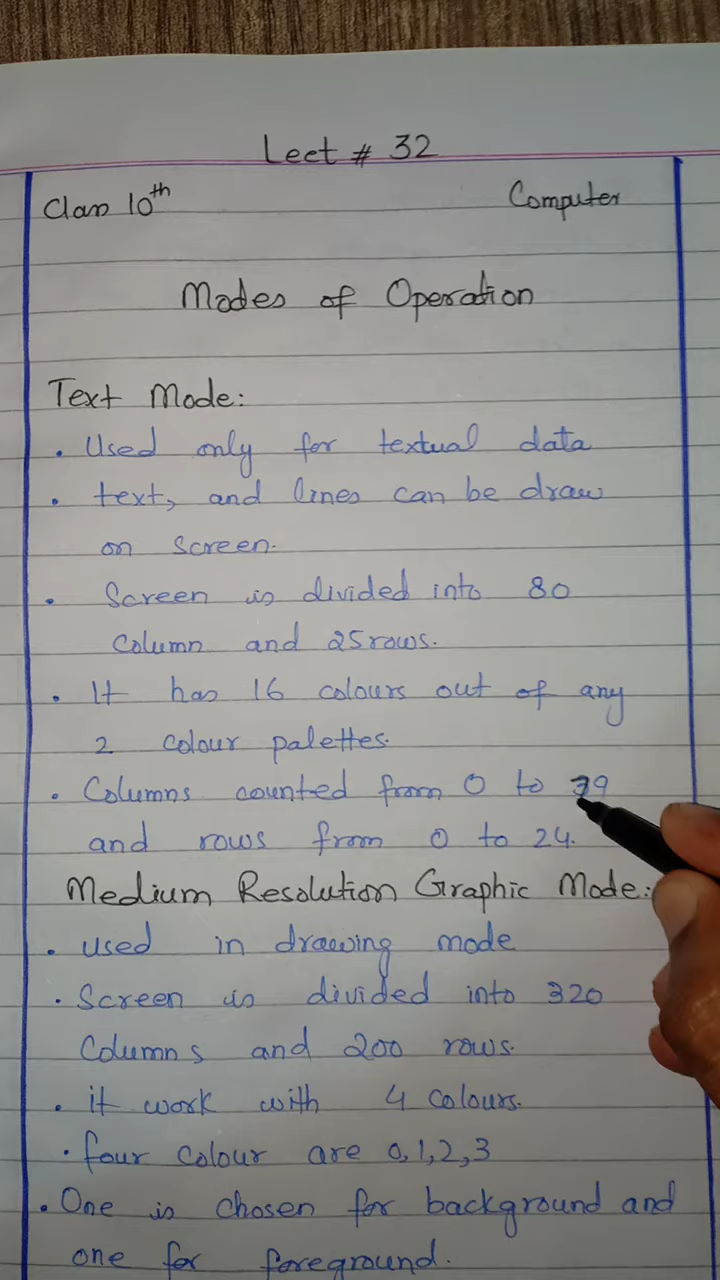 Lect # 32
Class 10th Computer
Modes of Operation
Text Mode:
. Used only for textual data
. text, and lines can be draw
on screen.
. Screen is divided into 80
Column and 25 rows.
. It has 16 colours out of any
2 colour palettes.
. Columns counted from 0 to 79
and rows from 0 to 24.
Medium Resolution Graphic Mode:
. used in drawing mode
. Screen is divided into 320
Columns and 200 rows.
. it work with 4 colours.
. four colour are 0,1,2,3
. One is chosen for background and
one for foreground.